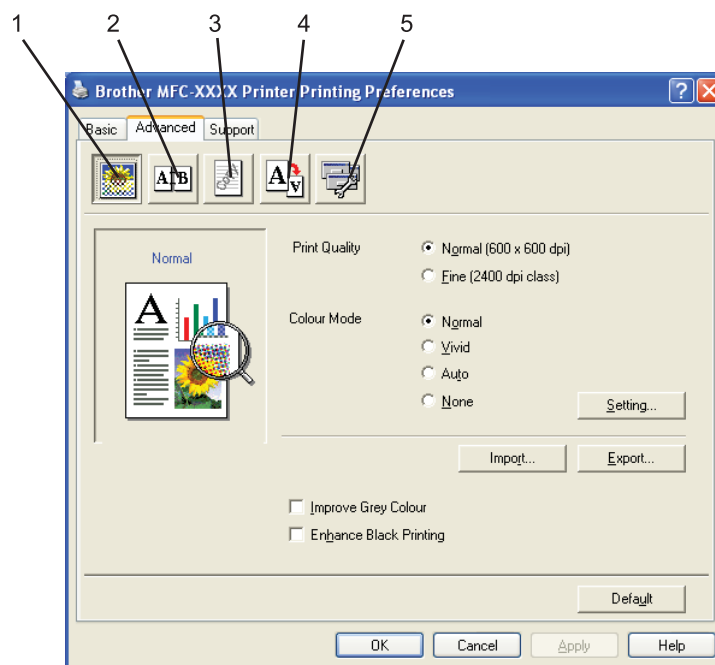 1 2 3 4 5
Brother MFC-XXXX Printer Printing Preferences
Basic Advanced Support
A B Copy A A
Normal
A
Print Quality
Normal (600 x 600 dpi)
Fine (2400 dpi class)
Colour Mode
Normal
Vivid
Auto
None
Setting...
Import... Export...
Improve Grey Colour
Enhance Black Printing
Default
OK Cancel Apply Help